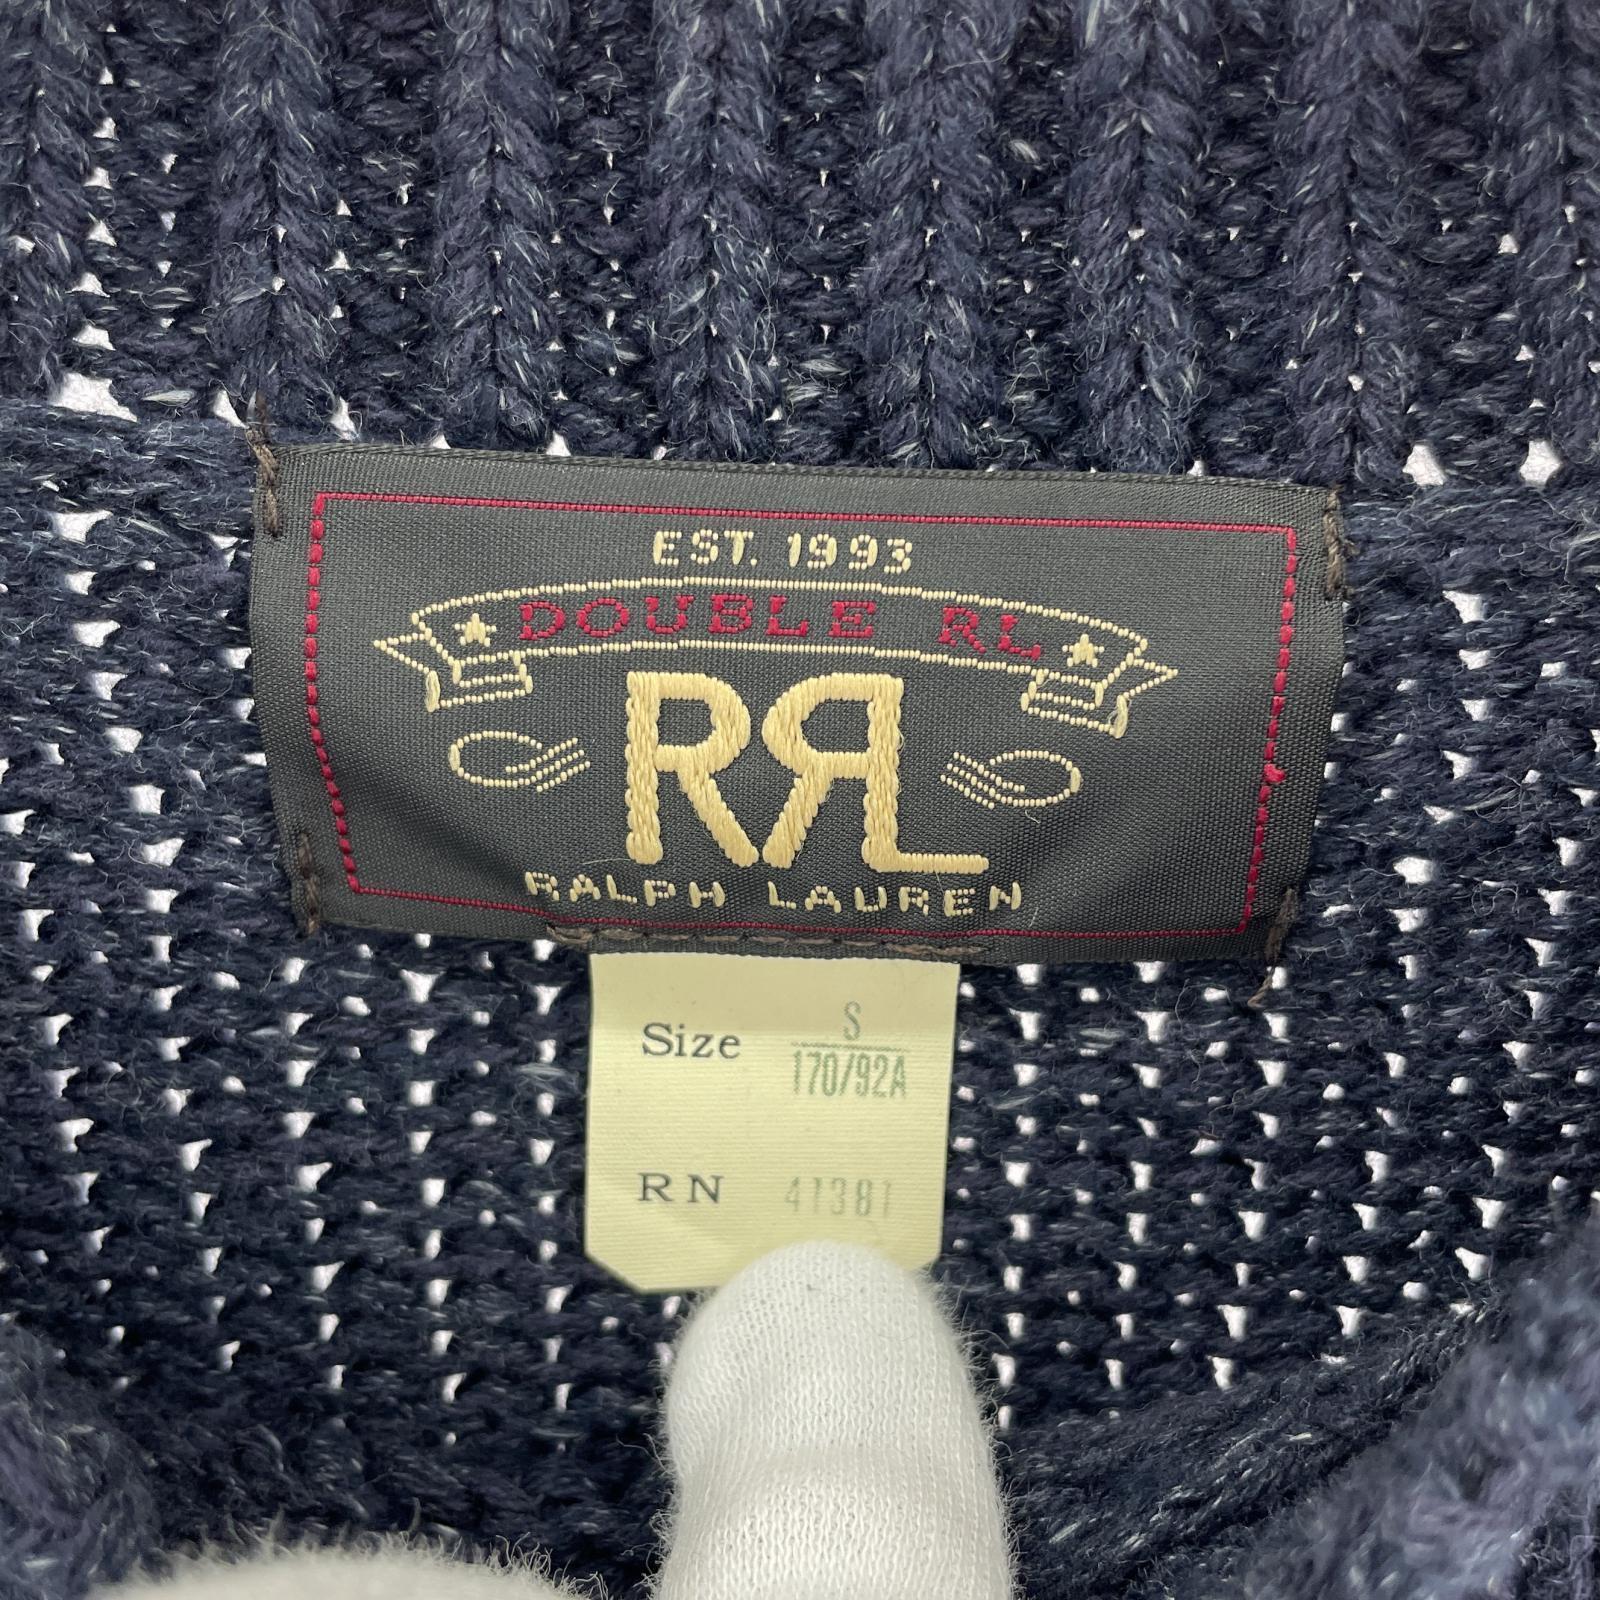 EST. 1993
DOUBLE RL
RRL
RALPH LAUREN
Size S
170/92A
RN 41381